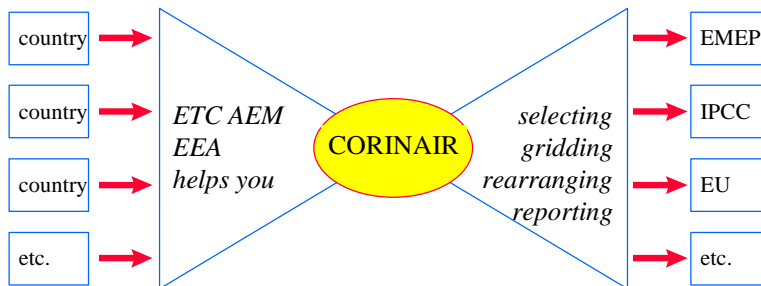 country
country
country
etc.
ETC AEM
EEA
helps you
CORINAIR
selecting
gridding
rearranging
reporting
EMEP
IPCC
EU
etc.